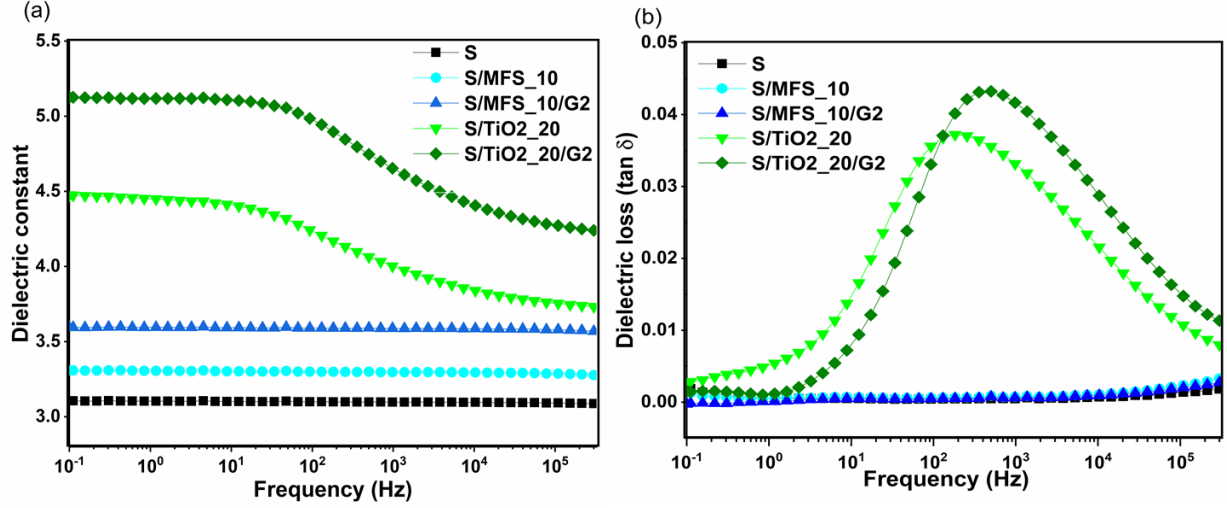 (a)
5.5
5.0
4.5
4.0
3.5
3.0
Dielectric constant
S
S/MFS_10
S/MFS_10/G2
S/TiO2_20
S/TiO2_20/G2
10⁻¹ 10⁰ 10¹ 10² 10³ 10⁴ 10⁵
Frequency (Hz)
(b)
0.05
0.04
0.03
0.02
0.01
0.00
Dielectric loss (tan δ)
S
S/MFS_10
S/MFS_10/G2
S/TiO2_20
S/TiO2_20/G2
10⁻¹ 10⁰ 10¹ 10² 10³ 10⁴ 10⁵
Frequency (Hz)